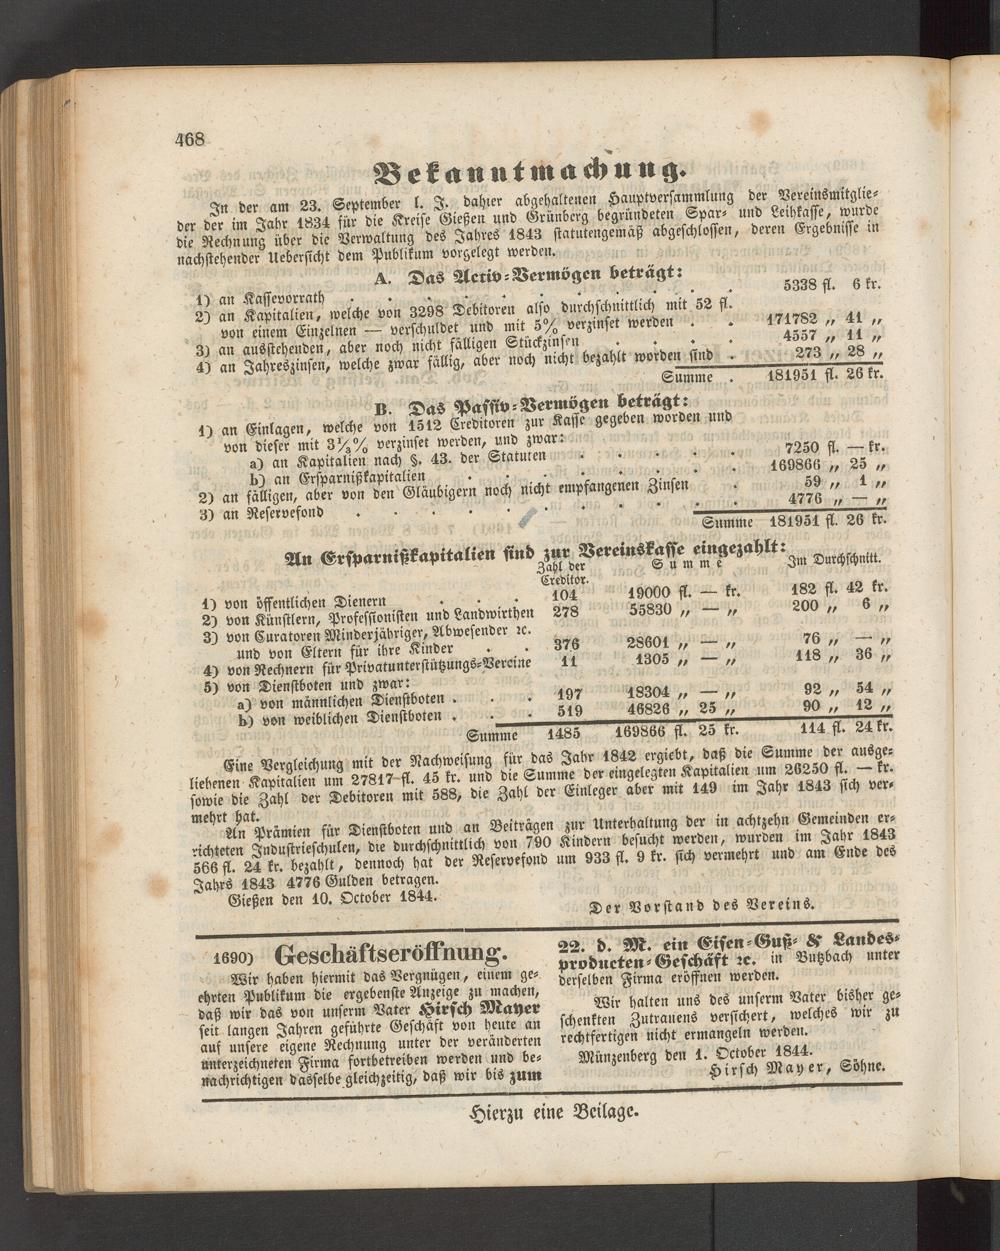 468
Bekanntmachung.
In der am 23. September l. J. dahier abgehaltenen Hauptversammlung der Vereinsmitglie-
der der im Jahr 1834 für die Kreise Gießen und Grünberg begründeten Spar- und Leihkasse, wurde
die Rechnung über die Verwaltung des Jahres 1843 statutengemäß abgeschlossen, deren Ergebnisse in
nachstehender Uebersicht dem Publikum vorgelegt werden.
A. Das Activ-Vermögen beträgt:
1) an Kassevorrath . . . . . . . . . . 5338 fl. 6 kr.
2) an Kapitalien, welche von 3298 Debitoren also durchschnittlich mit 52 fl.
von einem Einzelnen — verschuldet und mit 5% verzinset werden . . 171782 „ 41 „
3) an ausstehenden, aber noch nicht fälligen Stückzinsen . . . . 4557 „ 11 „
4) an Jahreszinsen, welche zwar fällig, aber noch nicht bezahlt worden sind . 273 „ 28 „
Summe . 181951 fl. 26 kr.
B. Das Passiv-Vermögen beträgt:
1) an Einlagen, welche von 1512 Creditoren zur Kasse gegeben worden und
von dieser mit 3⅓% verzinset werden, und zwar:
a) an Kapitalien nach §. 43. der Statuten . . . . . 7250 fl. — kr.
b) an Ersparnißkapitalien . . . . . . . 169866 „ 25 „
2) an fälligen, aber von den Gläubigern noch nicht empfangenen Zinsen . 59 „ 1 „
3) an Reservefond . . . . . . . . . . 4776 „ — „
Summe 181951 fl. 26 kr.
An Ersparnißkapitalien sind zur Vereinskasse eingezahlt:
Zahl der Creditor. Summe Im Durchschnitt.
1) von öffentlichen Dienern . . . 104 19000 fl. — kr. 182 fl. 42 kr.
2) von Künstlern, Professionisten und Landwirthen 278 55830 „ — „ 200 „ 6 „
3) von Curatoren Minderjähriger, Abwesender ꝛc.
und von Eltern für ihre Kinder . . 376 28601 „ — „ 76 „ — „
4) von Rechnern für Privatunterstützungs-Vereine 11 1305 „ — „ 118 „ 36 „
5) von Dienstboten und zwar:
a) von männlichen Dienstboten . . . 197 18304 „ — „ 92 „ 54 „
b) von weiblichen Dienstboten . . . 519 46826 „ 25 „ 90 „ 12 „
Summe 1485 169866 fl. 25 kr. 114 fl. 24 kr.
Eine Vergleichung mit der Nachweisung für das Jahr 1842 ergiebt, daß die Summe der ausge-
liehenen Kapitalien um 27817 fl. 45 kr. und die Summe der eingelegten Kapitalien um 26250 fl. — kr.
sowie die Zahl der Debitoren mit 588, die Zahl der Einleger aber mit 149 im Jahr 1843 sich ver-
mehrt hat.
An Prämien für Dienstboten und an Beiträgen zur Unterhaltung der in achtzehn Gemeinden er-
richteten Industrieschulen, die durchschnittlich von 790 Kindern besucht werden, wurden im Jahr 1843
566 fl. 24 kr. bezahlt, dennoch hat der Reservefond um 933 fl. 9 kr. sich vermehrt und am Ende des
Jahrs 1843 4776 Gulden betragen.
Gießen den 10. October 1844.
Der Vorstand des Vereins.
1690) Geschäftseröffnung.
Wir haben hiermit das Vergnügen, einem ge-
ehrten Publikum die ergebenste Anzeige zu machen,
daß wir das von unserm Vater Hirsch Mayer
seit langen Jahren geführte Geschäft von heute an
auf unsere eigene Rechnung unter der veränderten
unterzeichneten Firma fortbetreiben werden und be-
nachrichtigen dasselbe gleichzeitig, daß wir bis zum
22. d. M. ein Eisen-Guß- & Landes-
producten-Geschäft ꝛc. in Butzbach unter
derselben Firma eröffnen werden.
Wir halten uns des unserm Vater bisher ge-
schenkten Zutrauens versichert, welches wir zu
rechtfertigen nicht ermangeln werden.
Münzenberg den 1. October 1844.
Hirsch Mayer, Söhne.
Hierzu eine Beilage.